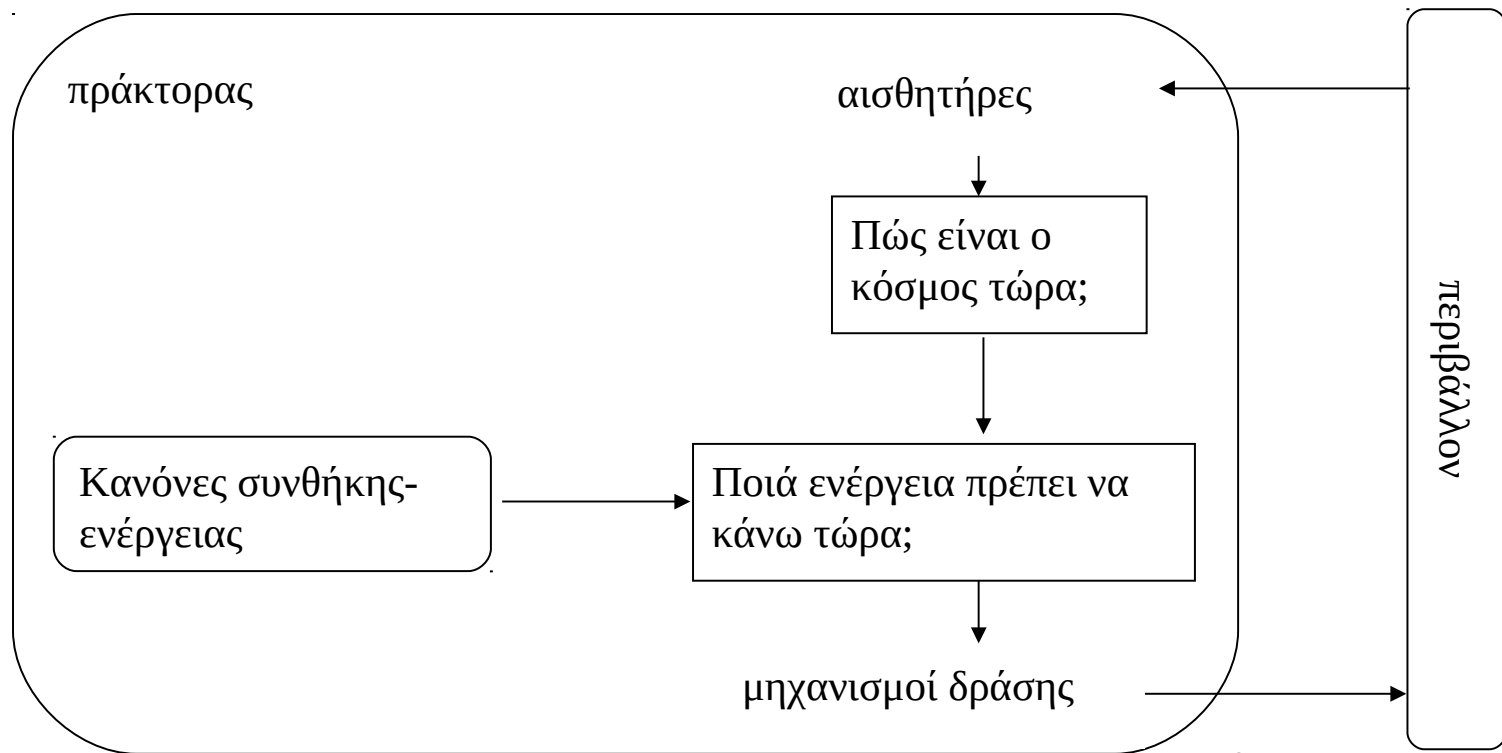 πράκτορας
αισθητήρες
Πώς είναι ο
κόσμος τώρα;
περιβάλλον
Κανόνες συνθήκης-
ενέργειας
Ποιά ενέργεια πρέπει να
κάνω τώρα;
μηχανισμοί δράσης